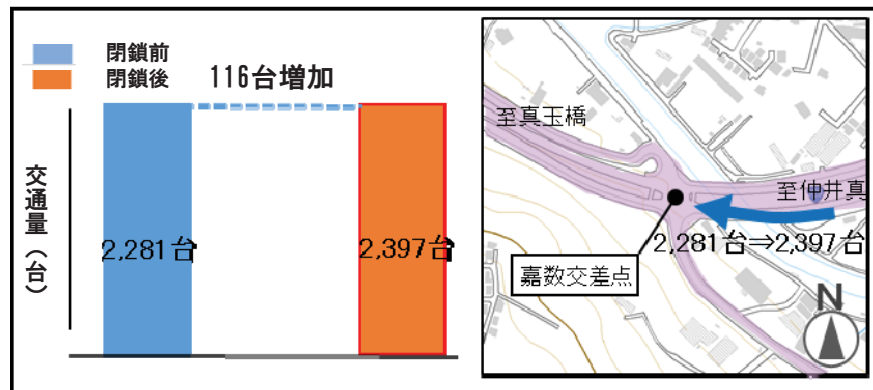 閉鎖前
閉鎖後
116台増加
交通量（台）
2,281台
2,397台
至真玉橋
至仲井真
2,281台⇒2,397台
嘉数交差点
N